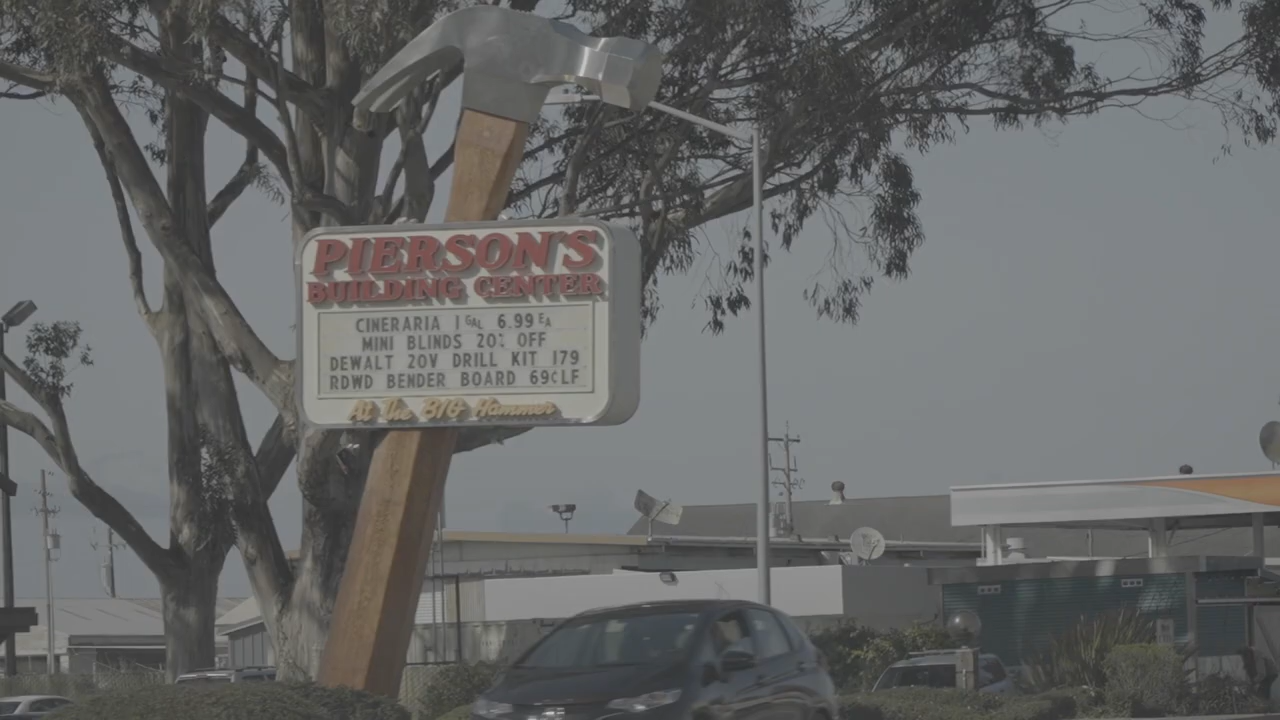 PIERSON'S
BUILDING CENTER
CINERARIA 1 GAL 6.99 EA
MINI BLINDS 20% OFF
DEWALT 20V DRILL KIT 179
RDWD BENDER BOARD 69¢LF
At The BIG Hammer